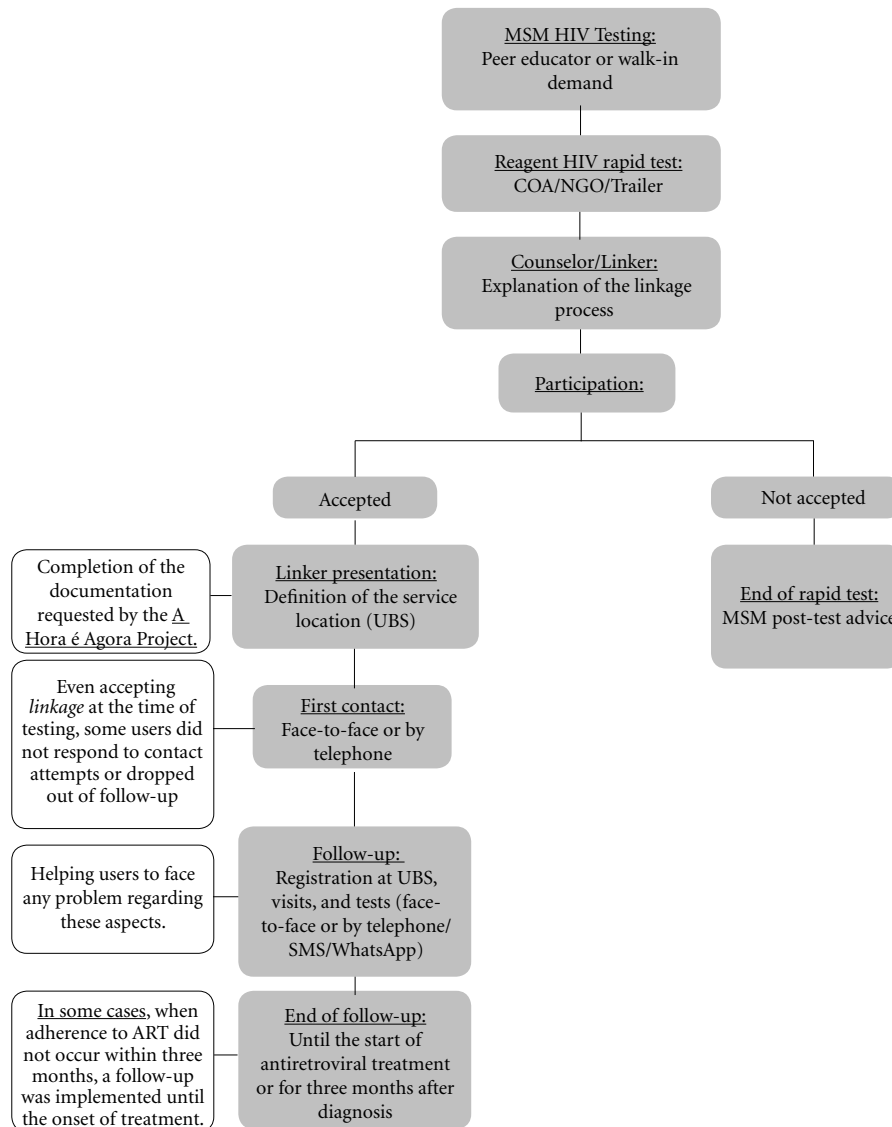 MSM HIV Testing:
Peer educator or walk-in
demand
Reagent HIV rapid test:
COA/NGO/Trailer
Counselor/Linker:
Explanation of the linkage
process
Participation:
Accepted
Not accepted
Completion of the
documentation
requested by the A
Hora é Agora Project.
Linker presentation:
Definition of the service
location (UBS)
End of rapid test:
MSM post-test advice
Even accepting
linkage at the time of
testing, some users did
not respond to contact
attempts or dropped
out of follow-up
First contact:
Face-to-face or by
telephone
Helping users to face
any problem regarding
these aspects.
Follow-up:
Registration at UBS,
visits, and tests (face-
to-face or by telephone/
SMS/WhatsApp)
In some cases, when
adherence to ART did
not occur within three
months, a follow-up
was implemented until
the onset of treatment.
End of follow-up:
Until the start of
antiretroviral treatment
or for three months after
diagnosis